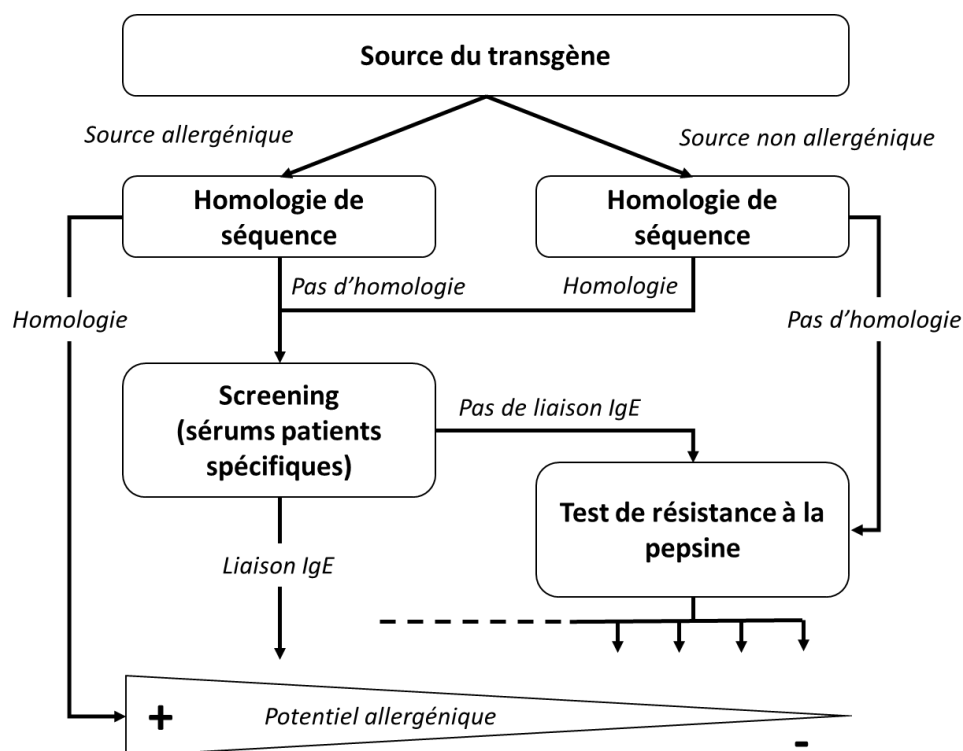 Source du transgène
Source allergénique
Source non allergénique
Homologie de
séquence
Homologie de
séquence
Pas d’homologie
Homologie
Homologie
Pas d’homologie
Screening
(sérums patients
spécifiques)
Pas de liaison IgE
Test de résistance à la
pepsine
Liaison IgE
+
Potentiel allergénique
-